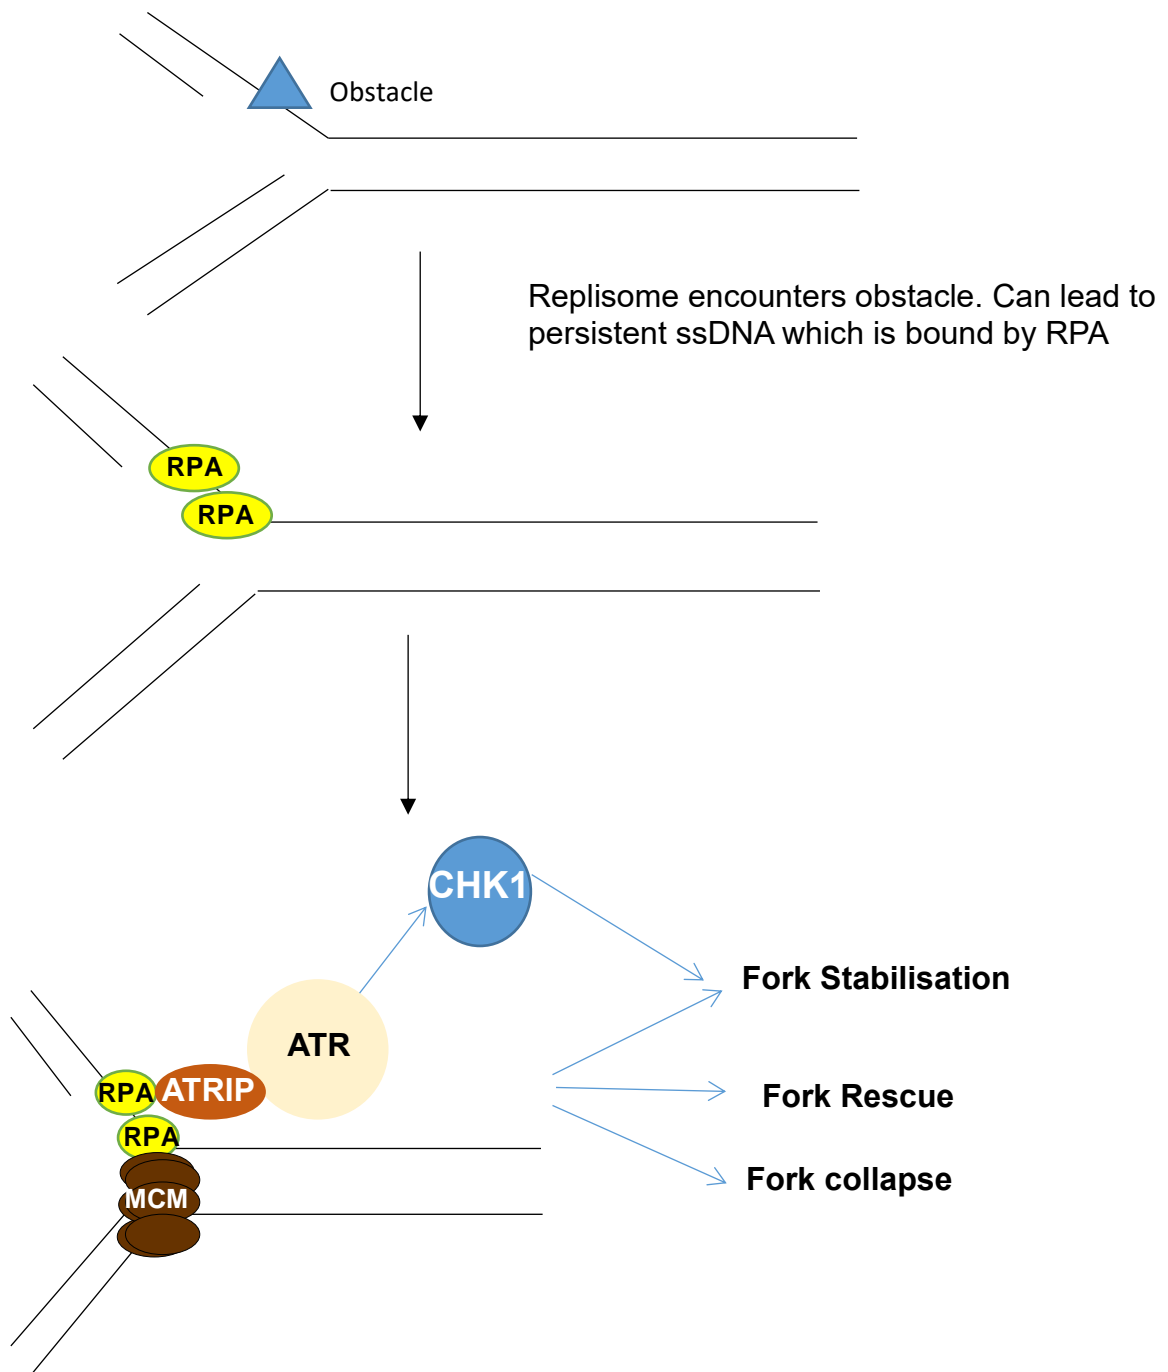 Obstacle
Replisome encounters obstacle. Can lead to
persistent ssDNA which is bound by RPA
RPA
RPA
CHK1
Fork Stabilisation
ATR
RPA
ATRIP
Fork Rescue
RPA
Fork collapse
MCM